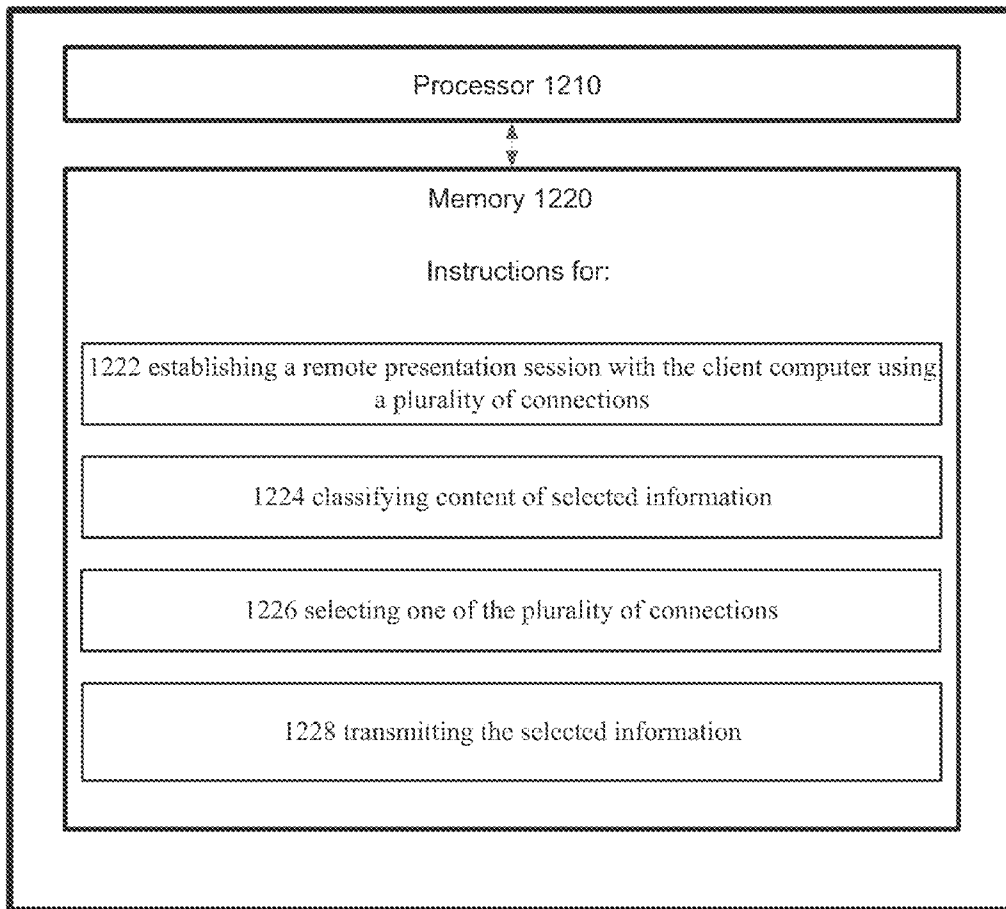 Processor 1210
Memory 1220
Instructions for:
1222 establishing a remote presentation session with the client computer using
a plurality of connections
1224 classifying content of selected information
1226 selecting one of the plurality of connections
1228 transmitting the selected information